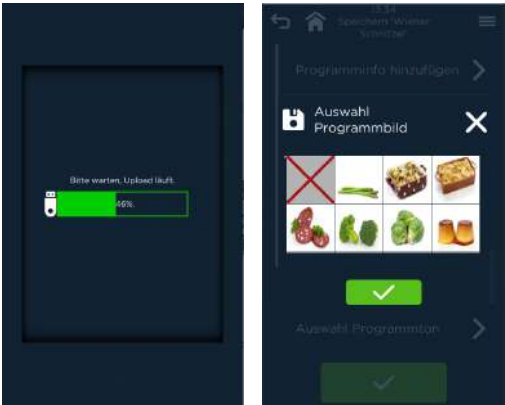 Bitte warten, Upload läuft.
46%.
13:34
Speichern 'Wiener
Schnitzel'
Programminfo hinzufügen
Auswahl
Programmbild
Auswahl Programmton